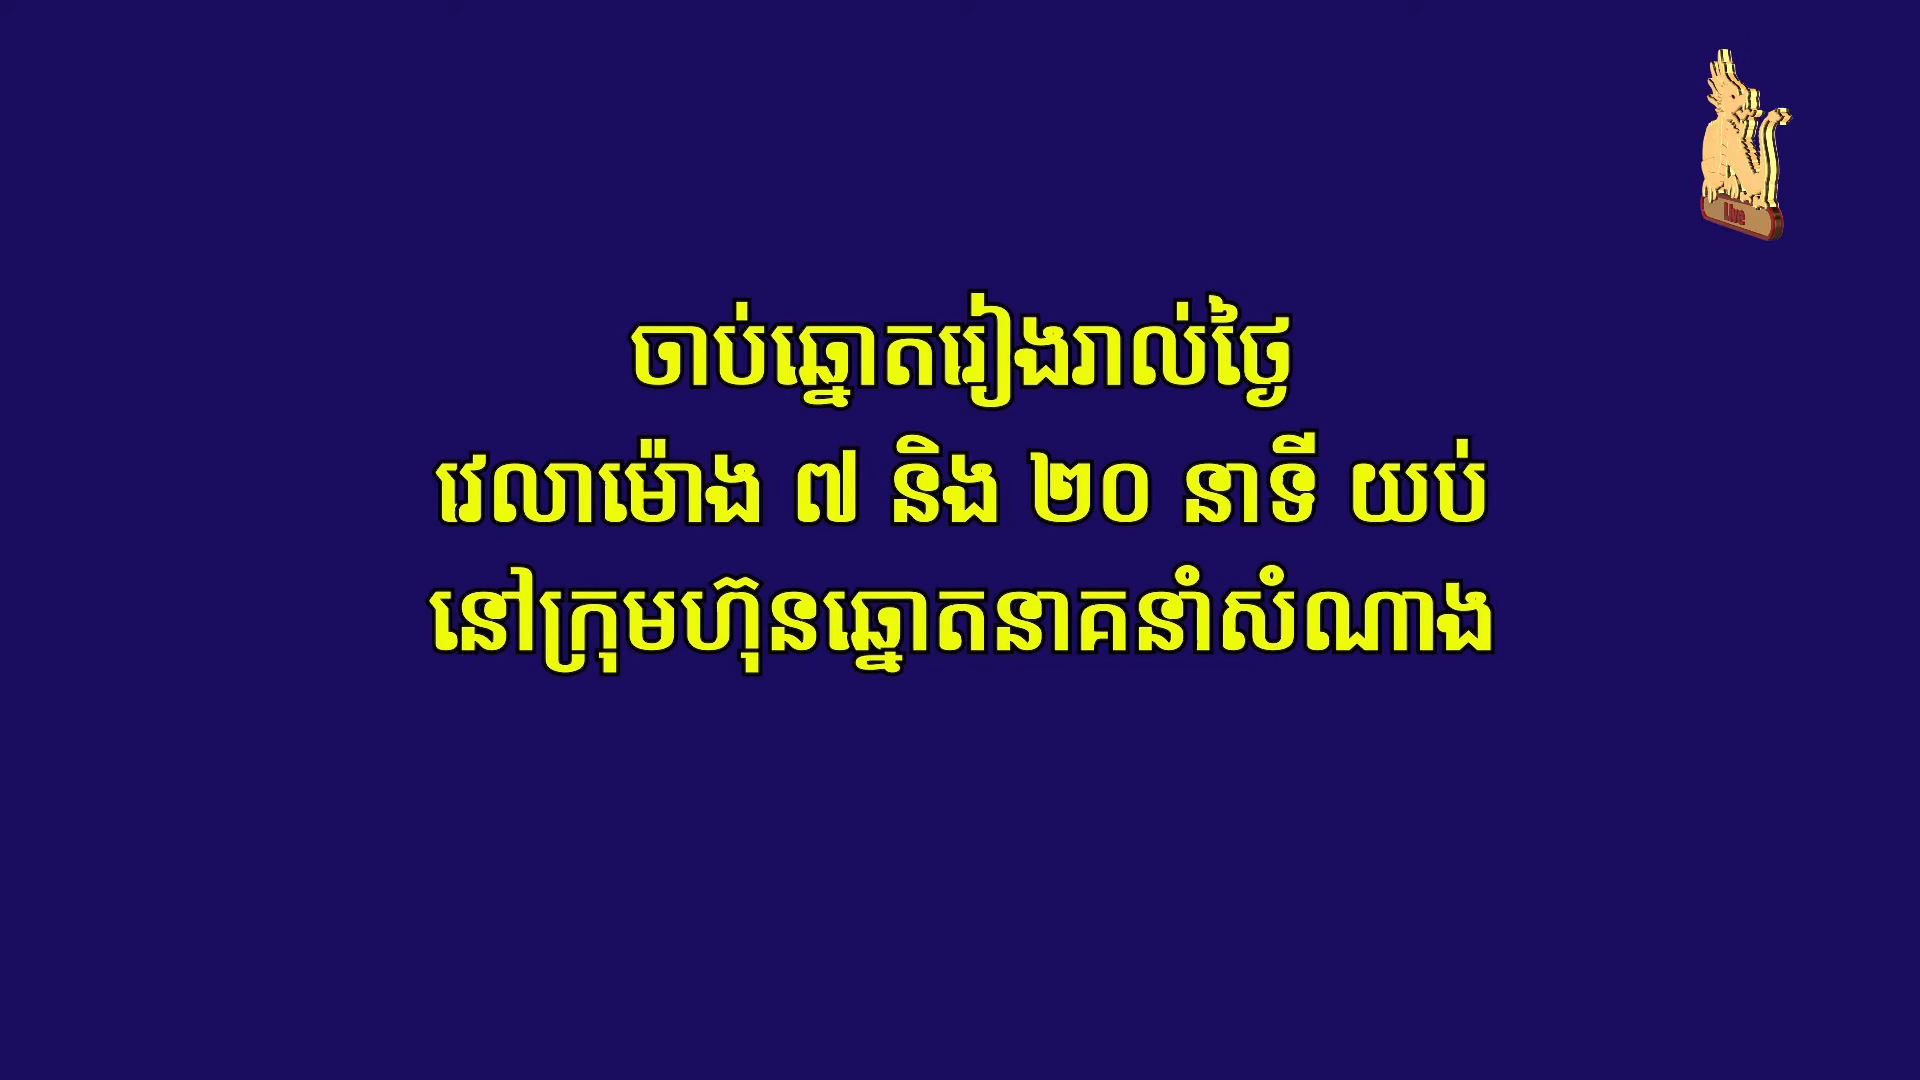 Live
ចាប់ឆ្នោតរៀងរាល់ថ្ងៃ
វេលាម៉ោង ៧ និង ២០ នាទី យប់
នៅក្រុមហ៊ុនឆ្នោតនាគនាំសំណាង